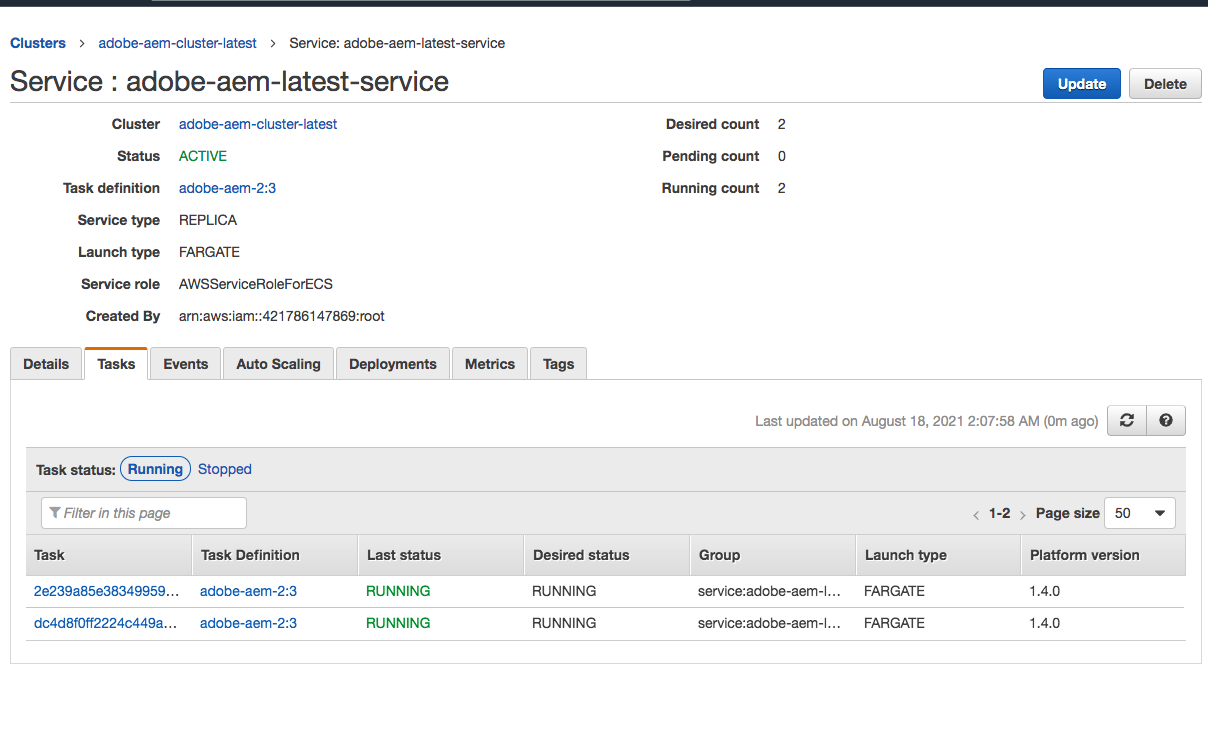 Clusters > adobe-aem-cluster-latest > Service: adobe-aem-latest-service
Service : adobe-aem-latest-service
Update Delete
Cluster adobe-aem-cluster-latest Desired count 2
Status ACTIVE Pending count 0
Task definition adobe-aem-2:3 Running count 2
Service type REPLICA
Launch type FARGATE
Service role AWSServiceRoleForECS
Created By arn:aws:iam::421786147869:root
Details Tasks Events Auto Scaling Deployments Metrics Tags
Last updated on August 18, 2021 2:07:58 AM (0m ago)
Task status: Running Stopped
Filter in this page < 1-2 > Page size 50
Task Task Definition Last status Desired status Group Launch type Platform version
2e239a85e38349959... adobe-aem-2:3 RUNNING RUNNING service:adobe-aem-l... FARGATE 1.4.0
dc4d8f0ff2224c449a... adobe-aem-2:3 RUNNING RUNNING service:adobe-aem-l... FARGATE 1.4.0